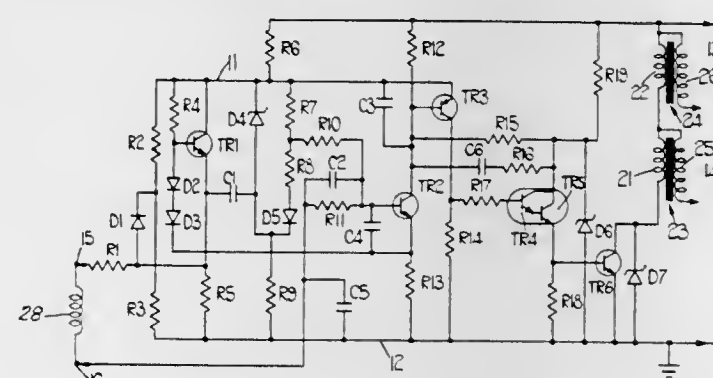 R6
R12
11
R19
22
26
24
R4
D4
R7
C3
TR3
TR1
R10
R15
R2
C6
R16
C2
R8
D2
C1
R17
TR5
25
21
D1
TR2
R11
TR4
D3
D5
C4
D6
23
15
R14
R1
D7
TR6
28
R3
R5
R9
C5
R13
R18
12